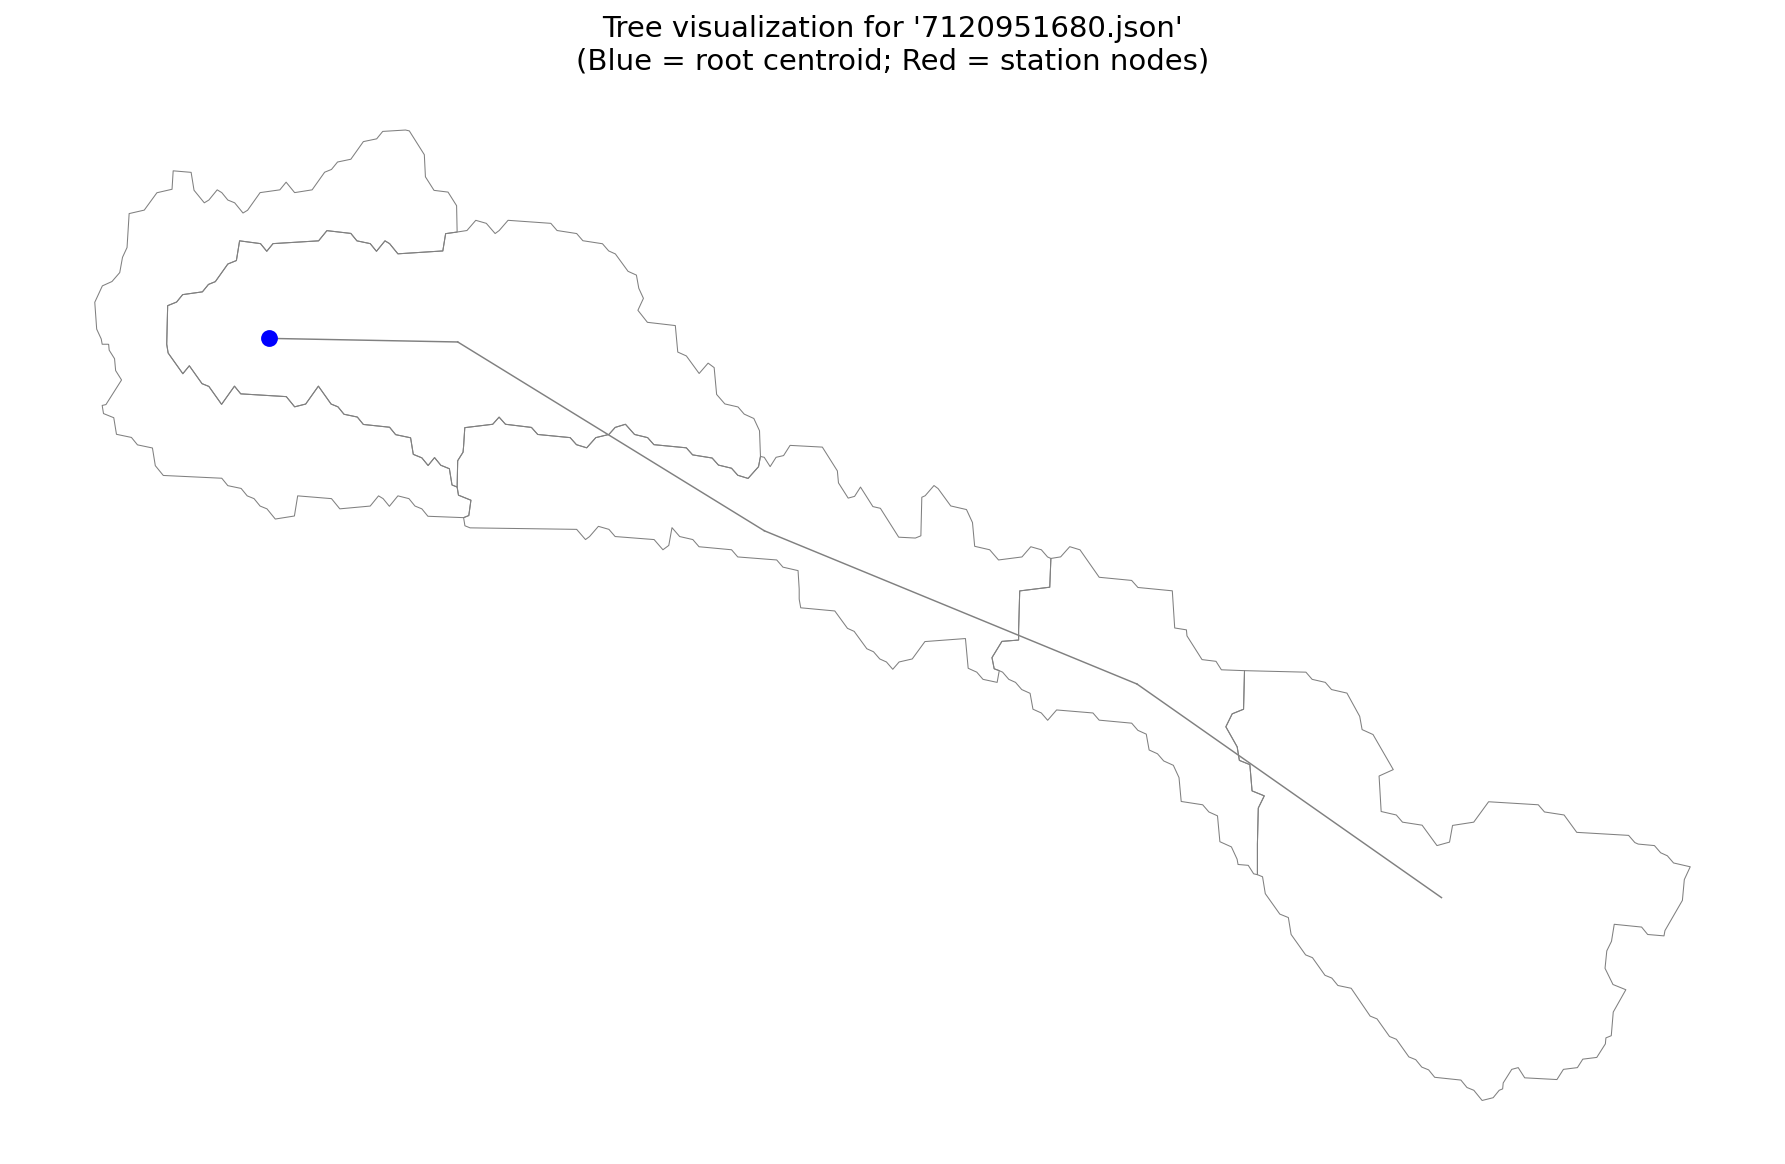 Tree visualization for '7120951680.json'
(Blue = root centroid; Red = station nodes)